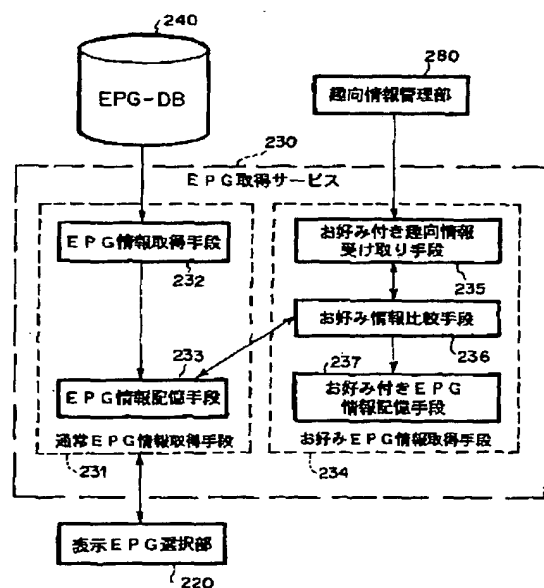 240
EPG-DB
280
趣向情報管理部
230
EPG取得サービス
EPG情報取得手段
232
お好み付き趣向情報
受け取り手段
235
お好み情報比較手段
236
233
EPG情報記憶手段
237
お好み付きEPG
情報記憶手段
通常EPG情報取得手段
231
お好みEPG情報取得手段
234
表示EPG選択部
220